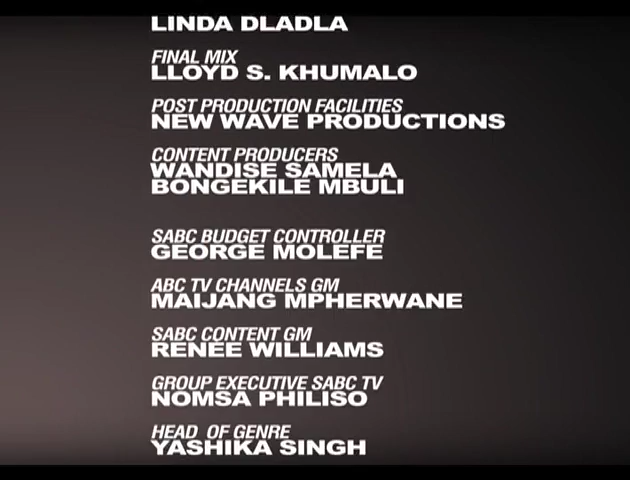 LINDA DLADLA
FINAL MIX
LLOYD S. KHUMALO
POST PRODUCTION FACILITIES
NEW WAVE PRODUCTIONS
CONTENT PRODUCERS
WANDISE SAMELA
BONGEKILE MBULI
SABC BUDGET CONTROLLER
GEORGE MOLEFE
ABC TV CHANNELS GM
MAIJANG MPHERWANE
SABC CONTENT GM
RENÉE WILLIAMS
GROUP EXECUTIVE SABC TV
NOMSA PHILISO
HEAD OF GENRE
YASHIKA SINGH